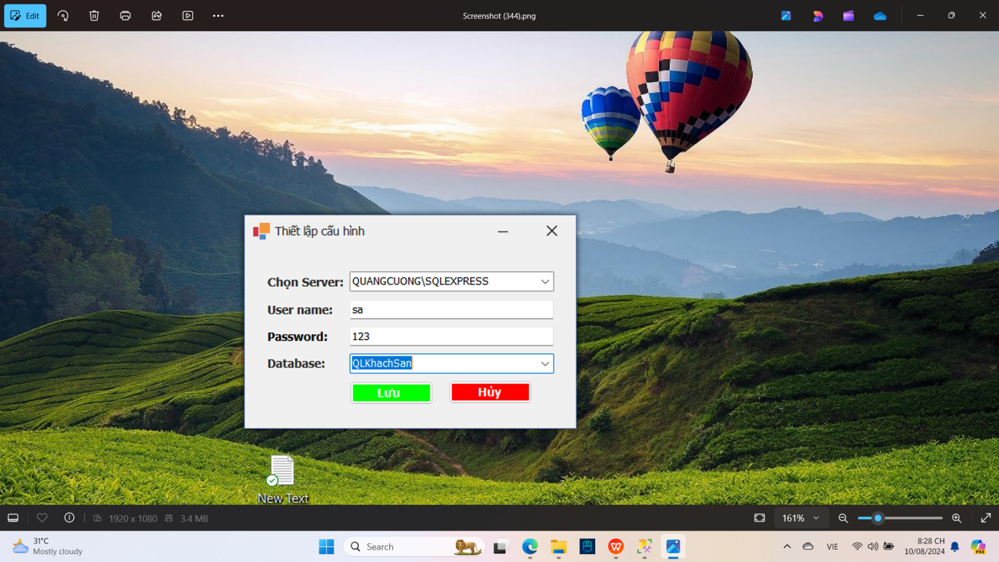 Edit
Screenshot (344).png
Thiết lập cấu hình
Chọn Server: QUANGCUONG\SQLEXPRESS
User name: sa
Password: 123
Database: QLKhachSan
Lưu Hủy
New Text
1920 x 1080 3.4 MB 161%
31°C
Mostly cloudy
Search
VIE
8:28 CH
10/08/2024
PRE